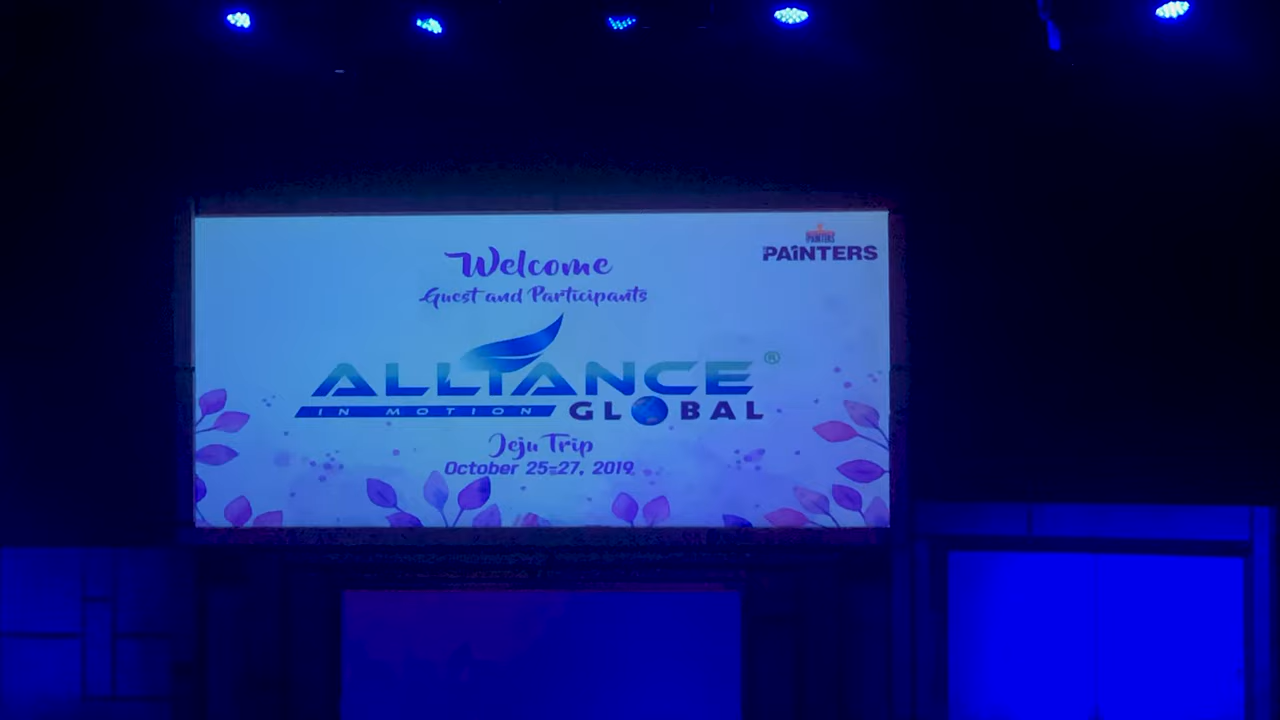 Welcome
Guest and Participants
PAINTERS
PAiNTERS
ALLIANCE®
IN MOTION GLOBAL
Jeju Trip
October 25-27, 2019